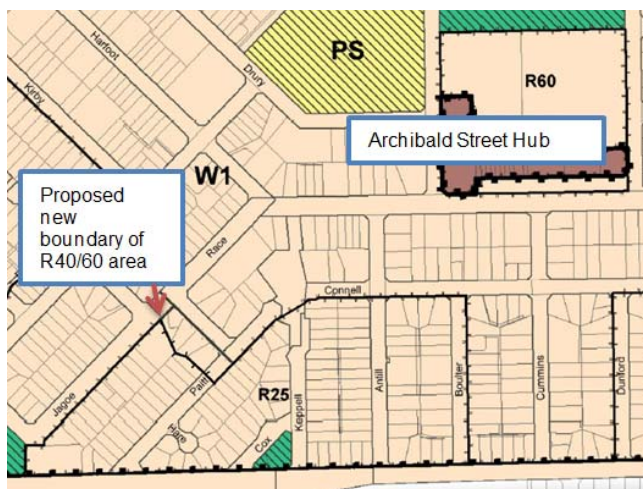 Harfoot
PS
Drury
R60
Kirby
Archibald Street Hub
W1
Proposed
new
boundary of
R40/60 area
Race
Connell
Jagoe
R25
Hare
Cox
Keppell
Antill
Boulter
Cummins
Dunford